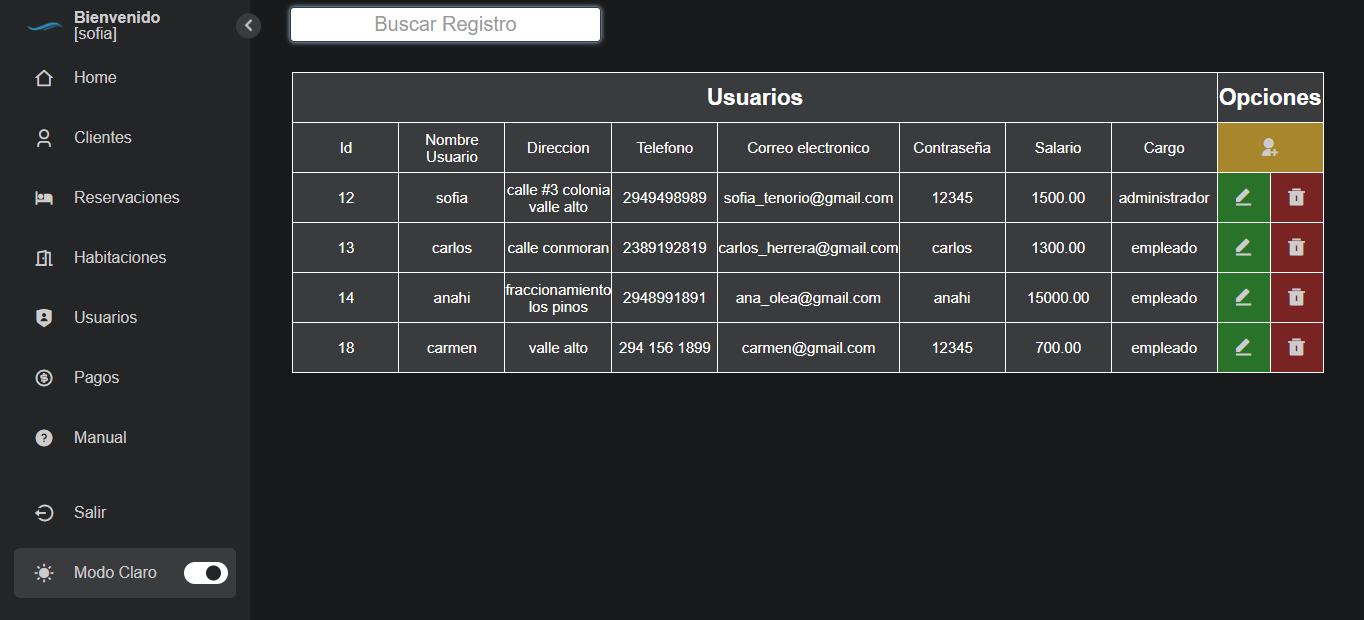 Bienvenido
[sofia]
Home
Clientes
Reservaciones
Habitaciones
Usuarios
Pagos
Manual
Salir
Modo Claro
Buscar Registro
Usuarios Opciones
Id Nombre Usuario Direccion Telefono Correo electronico Contraseña Salario Cargo
12 sofia calle #3 colonia valle alto 2949498989 sofia_tenorio@gmail.com 12345 1500.00 administrador
13 carlos calle conmoran 2389192819 carlos_herrera@gmail.com carlos 1300.00 empleado
14 anahi fraccionamiento los pinos 2948991891 ana_olea@gmail.com anahi 15000.00 empleado
18 carmen valle alto 294 156 1899 carmen@gmail.com 12345 700.00 empleado